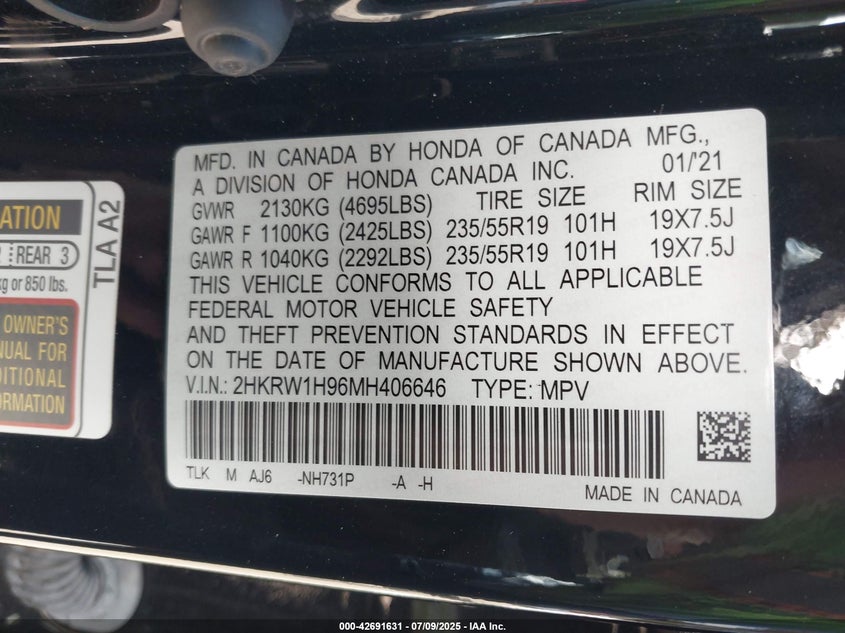 ATION
REAR 3
kg or 850 lbs.
OWNER'S
NUAL FOR
DITIONAL
ORMATION
TLA A2
MFD. IN CANADA BY HONDA OF CANADA MFG.,
A DIVISION OF HONDA CANADA INC. 01/'21
GVWR 2130KG (4695LBS) TIRE SIZE RIM SIZE
GAWR F 1100KG (2425LBS) 235/55R19 101H 19X7.5J
GAWR R 1040KG (2292LBS) 235/55R19 101H 19X7.5J
THIS VEHICLE CONFORMS TO ALL APPLICABLE
FEDERAL MOTOR VEHICLE SAFETY
AND THEFT PREVENTION STANDARDS IN EFFECT
ON THE DATE OF MANUFACTURE SHOWN ABOVE.
V.I.N.: 2HKRW1H96MH406646 TYPE: MPV
TLK M AJ6 -NH731P -A -H
MADE IN CANADA
000-42691631 - 07/09/2025 - IAA Inc.